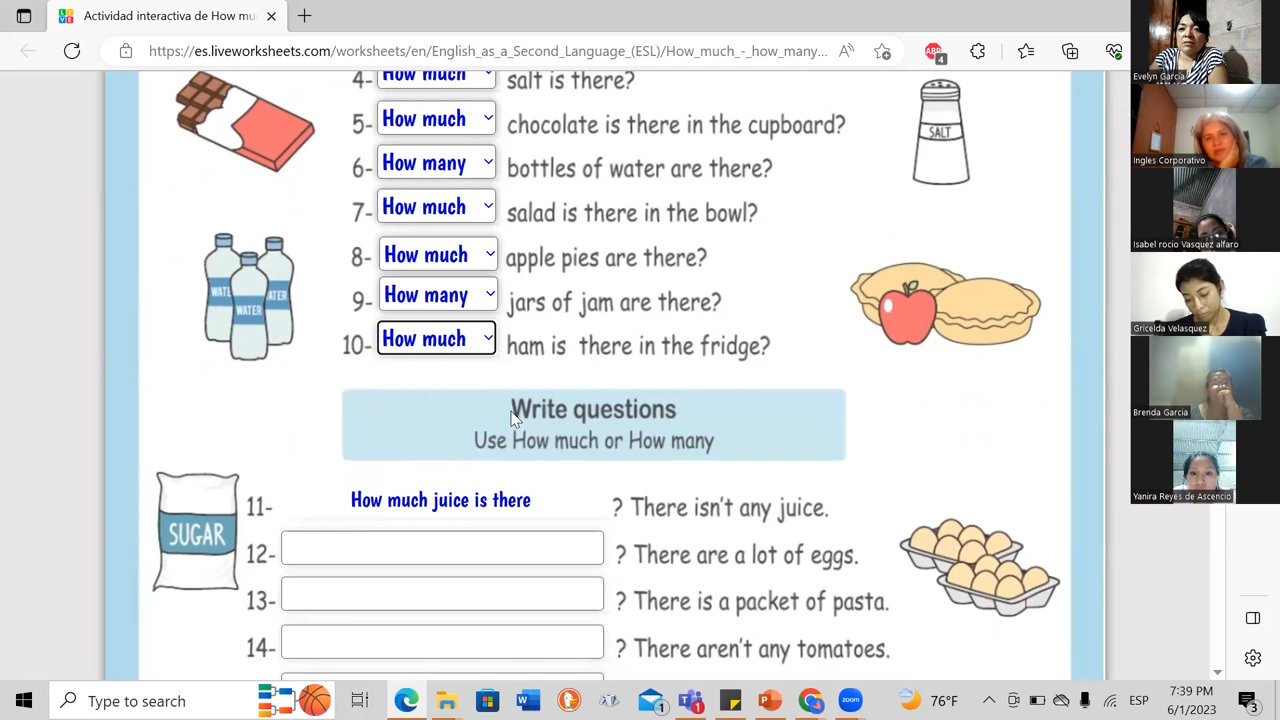 Actividad interactiva de How mu
https://es.liveworksheets.com/worksheets/en/English_as_a_Second_Language_(ESL)/How_much_-_how_many...
ABP
4
4- How much salt is there?
5- How much chocolate is there in the cupboard?
6- How many bottles of water are there?
7- How much salad is there in the bowl?
8- How much apple pies are there?
9- How many jars of jam are there?
10- How much ham is there in the fridge?
SALT
WATER
WATER
Write questions
Use How much or How many
SUGAR
11- How much juice is there ? There isn't any juice.
12- ? There are a lot of eggs.
13- ? There is a packet of pasta.
14- ? There aren't any tomatoes.
Evelyn Garcia
Ingles Corporativo
Isabel rocio Vasquez alfaro
Gricelda Velasquez
Brenda Garcia
Yanira Reyes de Ascencio
Type to search
1
1
76°F
ESP
7:39 PM
6/1/2023
3